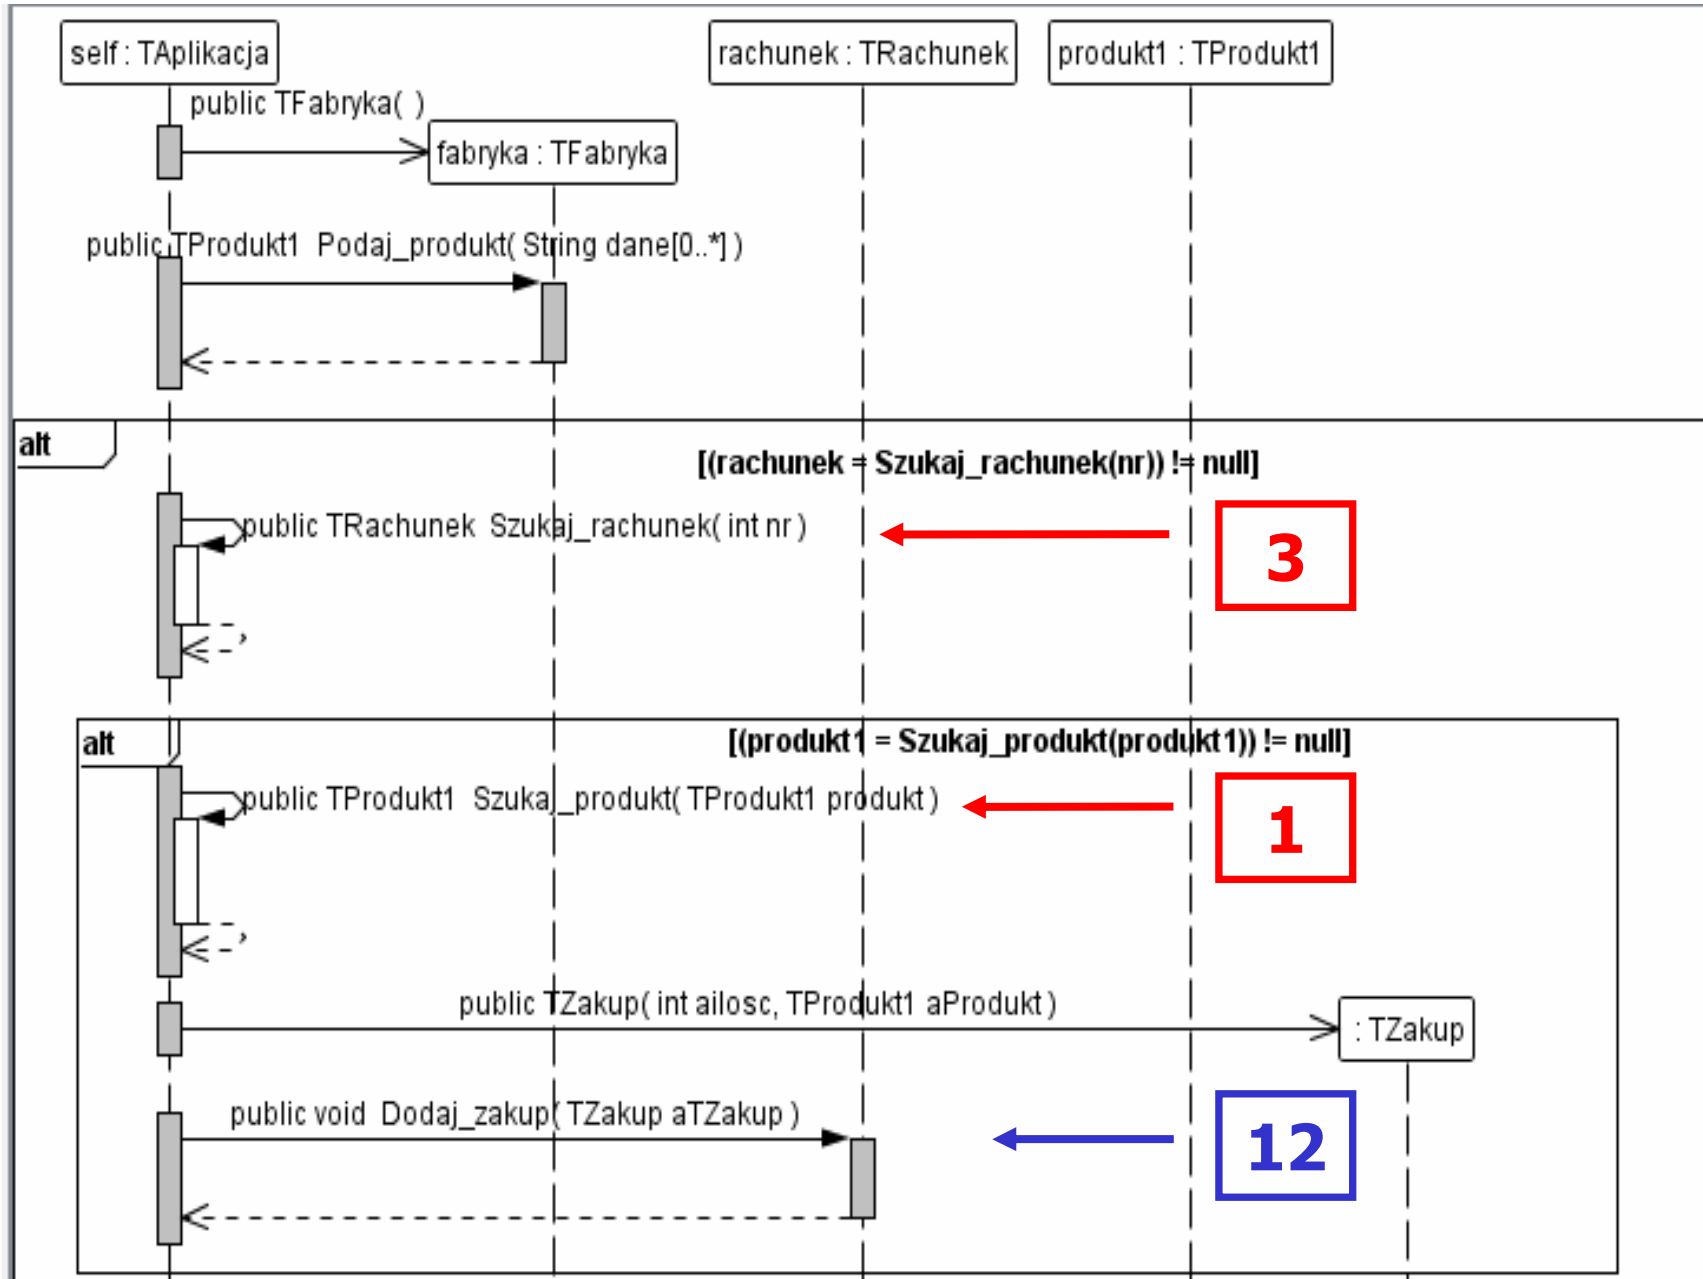 self : TAplikacja
rachunek : TRachunek
produkt1 : TProdukt1
public TFabryka( )
fabryka : TFabryka
public TProdukt1 Podaj_produkt( String dane[0..*] )
alt
[(rachunek = Szukaj_rachunek(nr)) != null]
public TRachunek Szukaj_rachunek( int nr )
3
alt
[(produkt1 = Szukaj_produkt(produkt1)) != null]
public TProdukt1 Szukaj_produkt( TProdukt1 produkt )
1
public TZakup( int ailosc, TProdukt1 aProdukt )
: TZakup
public void Dodaj_zakup( TZakup aTZakup )
12